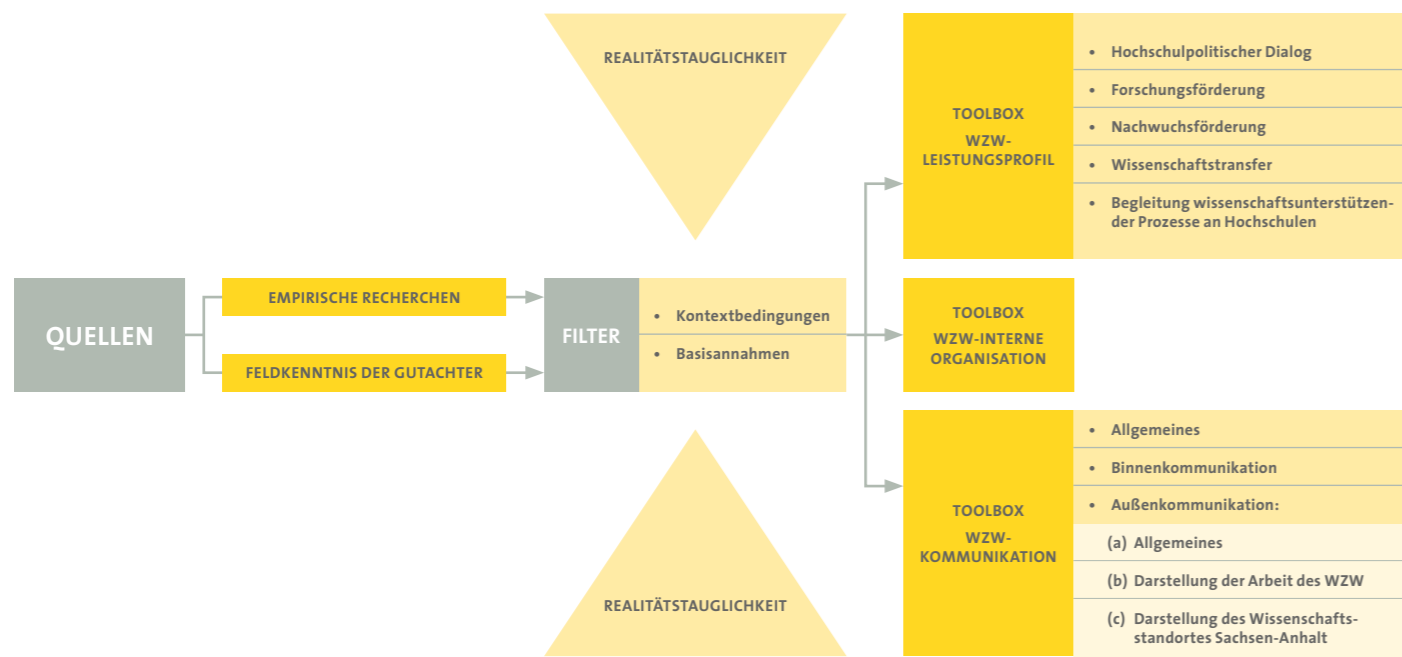 QUELLEN
EMPIRISCHE RECHERCHEN
FELDKENNTNIS DER GUTACHTER
REALITÄTSTAUGLICHKEIT
FILTER
• Kontextbedingungen
• Basisannahmen
REALITÄTSTAUGLICHKEIT
TOOLBOX
WZW-
LEISTUNGSPROFIL
• Hochschulpolitischer Dialog
• Forschungsförderung
• Nachwuchsförderung
• Wissenschaftstransfer
• Begleitung wissenschaftsunterstützen-
der Prozesse an Hochschulen
TOOLBOX
WZW-INTERNE
ORGANISATION
TOOLBOX
WZW-
KOMMUNIKATION
• Allgemeines
• Binnenkommunikation
• Außenkommunikation:
(a) Allgemeines
(b) Darstellung der Arbeit des WZW
(c) Darstellung des Wissenschafts-
standortes Sachsen-Anhalt